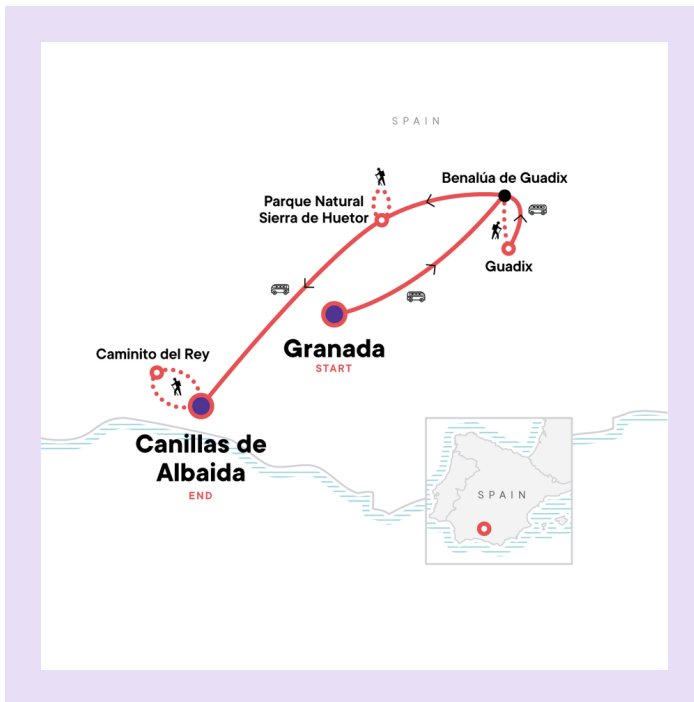 SPAIN
Benalúa de Guadix
Parque Natural
Sierra de Huetor
Guadix
Granada
START
Caminito del Rey
Canillas de
Albaida
END
SPAIN